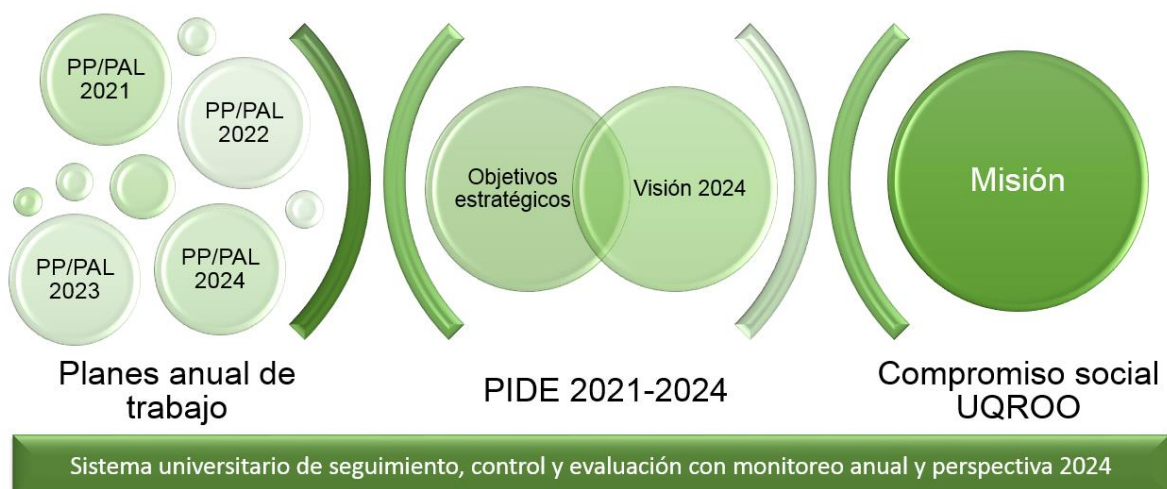 PP/PAL
2021
PP/PAL
2022
PP/PAL
2023
PP/PAL
2024
Planes anual de
trabajo
Objetivos
estratégicos
Visión 2024
PIDE 2021-2024
Misión
Compromiso social
UQROO
Sistema universitario de seguimiento, control y evaluación con monitoreo anual y perspectiva 2024